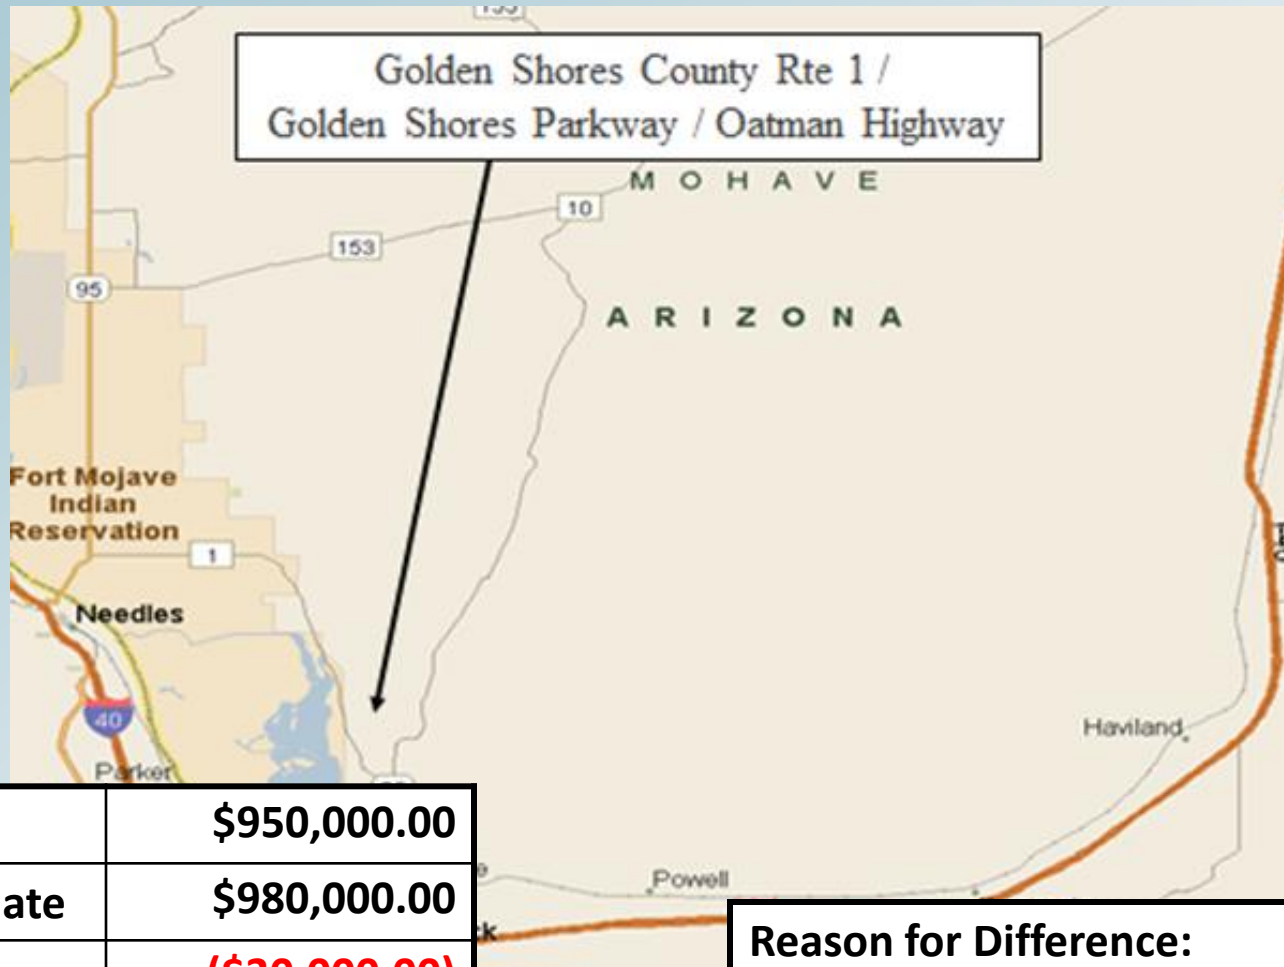 Golden Shores County Rte 1 /
Golden Shores Parkway / Oatman Highway
MOHAVE
10
153
95
ARIZONA
Fort Mojave
Indian
Reservation
1
Needles
40
Haviland
Parker
$950,000.00
Powell
ate
$980,000.00
Reason for Difference: